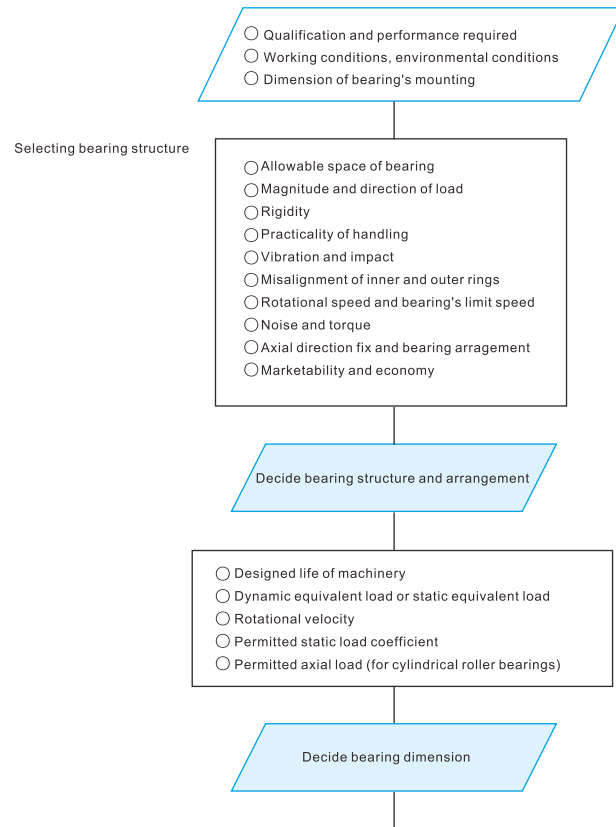 ○ Qualification and performance required
○ Working conditions, environmental conditions
○ Dimension of bearing's mounting
Selecting bearing structure
○ Allowable space of bearing
○ Magnitude and direction of load
○ Rigidity
○ Practicality of handling
○ Vibration and impact
○ Misalignment of inner and outer rings
○ Rotational speed and bearing's limit speed
○ Noise and torque
○ Axial direction fix and bearing arragement
○ Marketability and economy
Decide bearing structure and arrangement
○ Designed life of machinery
○ Dynamic equivalent load or static equivalent load
○ Rotational velocity
○ Permitted static load coefficient
○ Permitted axial load (for cylindrical roller bearings)
Decide bearing dimension